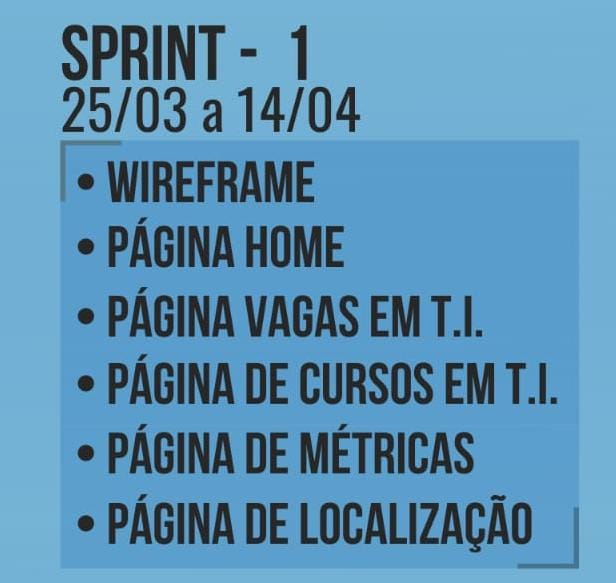 SPRINT - 1
25/03 a 14/04
• WIREFRAME
• PÁGINA HOME
• PÁGINA VAGAS EM T.I.
• PÁGINA DE CURSOS EM T.I.
• PÁGINA DE MÉTRICAS
• PÁGINA DE LOCALIZAÇÃO